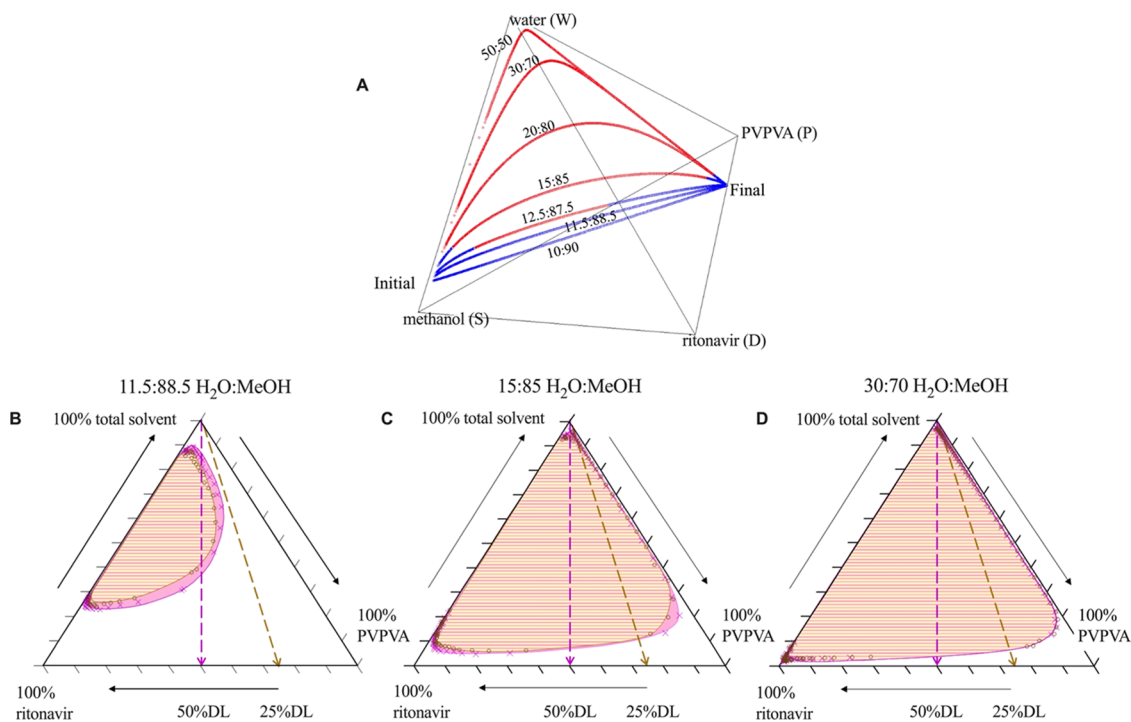 water (W)
50:50
30:70
A
20:80
PVPVA (P)
15:85
Final
12.5:87.5
11.5:88.5
10:90
Initial
methanol (S)
ritonavir (D)
11.5:88.5 H₂O:MeOH
15:85 H₂O:MeOH
30:70 H₂O:MeOH
B
100% total solvent
C
100% total solvent
D
100% total solvent
100%
PVPVA
100%
PVPVA
100%
PVPVA
100%
ritonavir
50%DL
25%DL
100%
ritonavir
50%DL
25%DL
100%
ritonavir
50%DL
25%DL